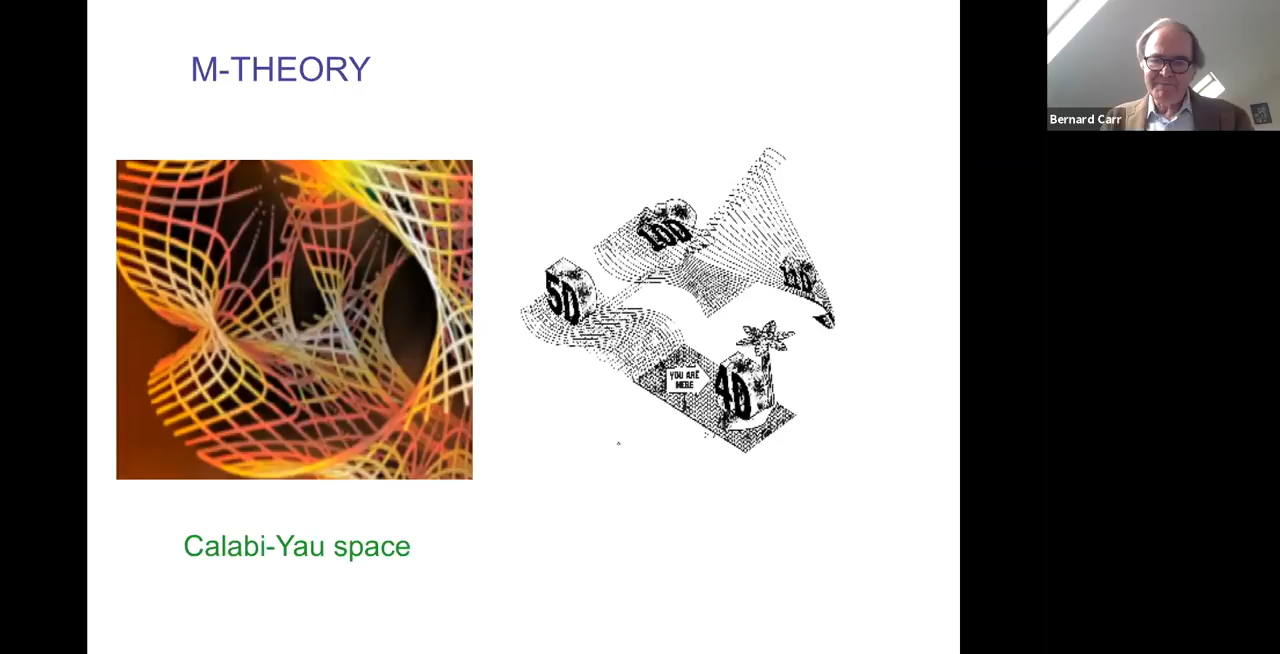 M-THEORY
Bernard Carr
10D
11D
5D
YOU ARE
HERE
4D
Calabi-Yau space